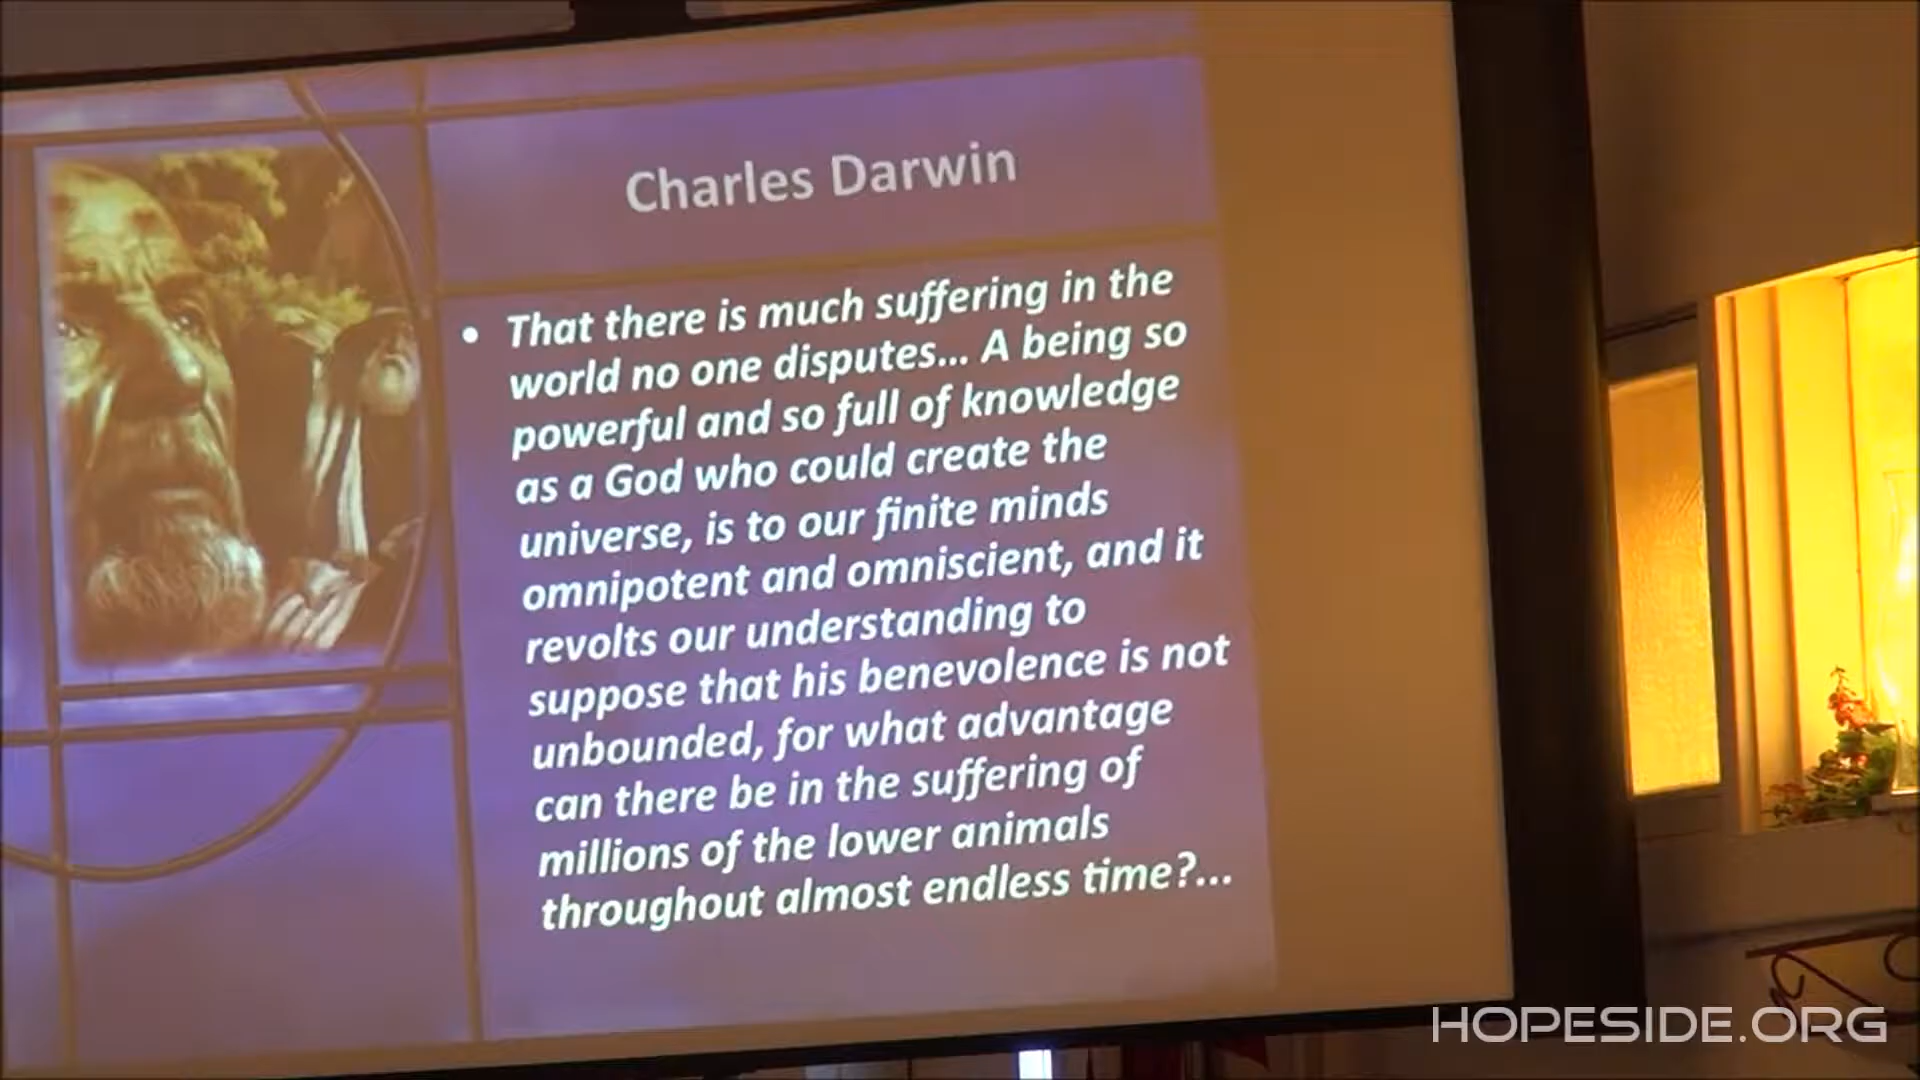 Charles Darwin
• That there is much suffering in the
world no one disputes... A being so
powerful and so full of knowledge
as a God who could create the
universe, is to our finite minds
omnipotent and omniscient, and it
revolts our understanding to
suppose that his benevolence is not
unbounded, for what advantage
can there be in the suffering of
millions of the lower animals
throughout almost endless time?...
HOPESIDE.ORG